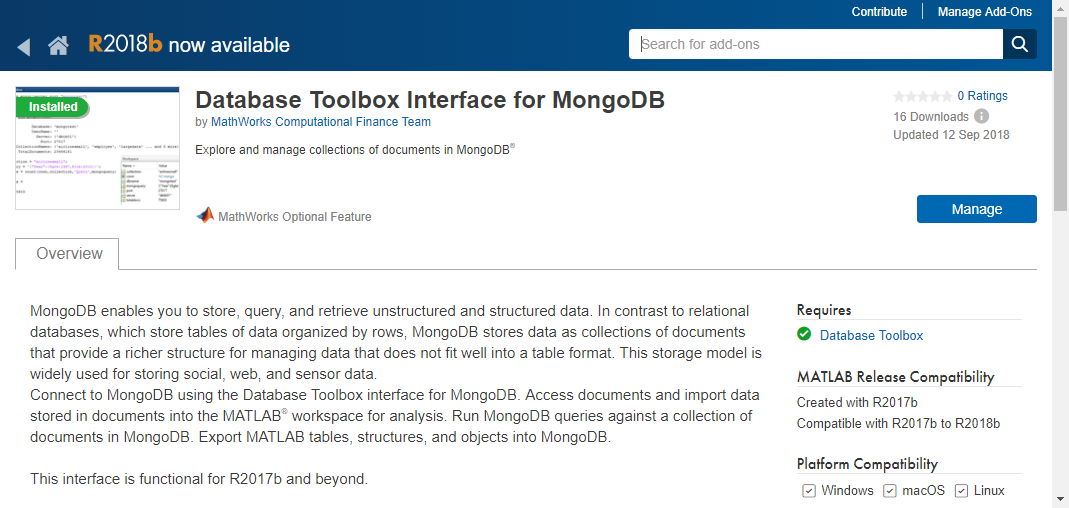 Contribute
Manage Add-Ons
R2018b now available
Search for add-ons
Installed
Database Toolbox Interface for MongoDB
by MathWorks Computational Finance Team
Explore and manage collections of documents in MongoDB®
MathWorks Optional Feature
0 Ratings
16 Downloads
Updated 12 Sep 2018
Manage
Overview
MongoDB enables you to store, query, and retrieve unstructured and structured data. In contrast to relational
databases, which store tables of data organized by rows, MongoDB stores data as collections of documents
that provide a richer structure for managing data that does not fit well into a table format. This storage model is
widely used for storing social, web, and sensor data.
Connect to MongoDB using the Database Toolbox interface for MongoDB. Access documents and import data
stored in documents into the MATLAB® workspace for analysis. Run MongoDB queries against a collection of
documents in MongoDB. Export MATLAB tables, structures, and objects into MongoDB.
This interface is functional for R2017b and beyond.
Requires
Database Toolbox
MATLAB Release Compatibility
Created with R2017b
Compatible with R2017b to R2018b
Platform Compatibility
Windows macOS Linux